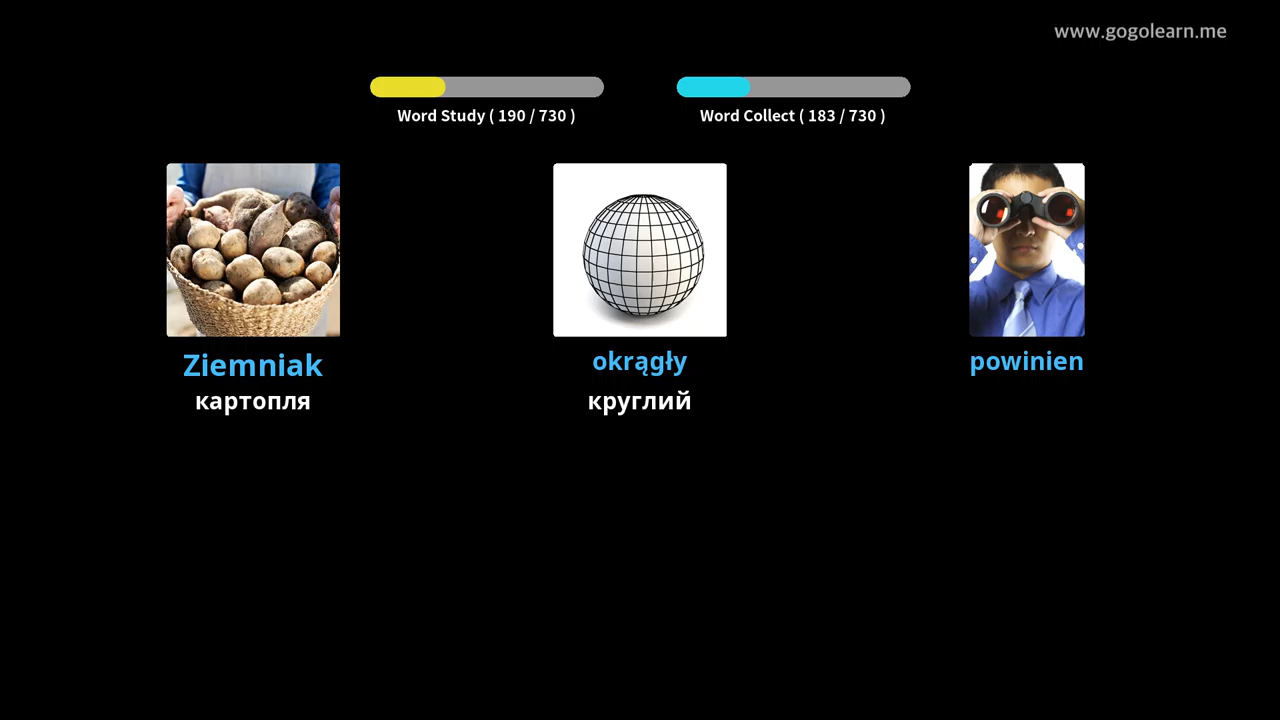 www.gogolearn.me
Word Study ( 190 / 730 )
Word Collect ( 183 / 730 )
Ziemniak
картопля
okrągły
круглий
powinien